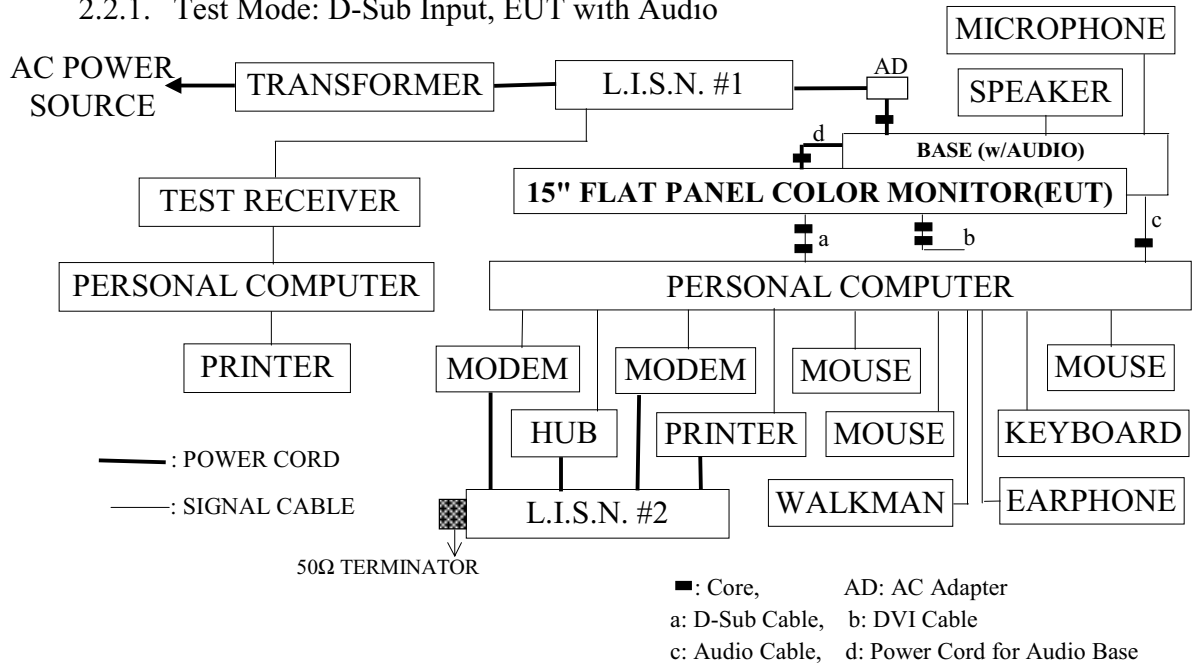 2.2.1. Test Mode: D-Sub Input, EUT with Audio
MICROPHONE
AC POWER
SOURCE
TRANSFORMER
L.I.S.N. #1
AD
SPEAKER
d
BASE (w/AUDIO)
TEST RECEIVER
15" FLAT PANEL COLOR MONITOR(EUT)
a
b
c
PERSONAL COMPUTER
PERSONAL COMPUTER
PRINTER
MODEM
MODEM
MOUSE
MOUSE
HUB
PRINTER
MOUSE
KEYBOARD
: POWER CORD
: SIGNAL CABLE
L.I.S.N. #2
WALKMAN
EARPHONE
50Ω TERMINATOR
: Core, AD: AC Adapter
a: D-Sub Cable, b: DVI Cable
c: Audio Cable, d: Power Cord for Audio Base